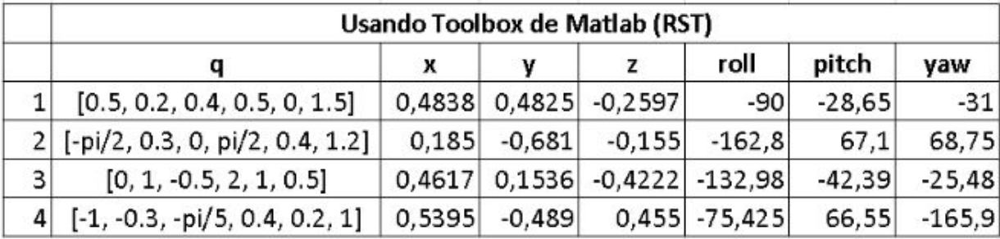 Usando Toolbox de Matlab (RST)
q x y z roll pitch yaw
1 [0.5, 0.2, 0.4, 0.5, 0, 1.5] 0,4838 0,4825 -0,2597 -90 -28,65 -31
2 [-pi/2, 0.3, 0, pi/2, 0.4, 1.2] 0,185 -0,681 -0,155 -162,8 67,1 68,75
3 [0, 1, -0.5, 2, 1, 0.5] 0,4617 0,1536 -0,4222 -132,98 -42,39 -25,48
4 [-1, -0.3, -pi/5, 0.4, 0.2, 1] 0,5395 -0,489 0,455 -75,425 66,55 -165,9